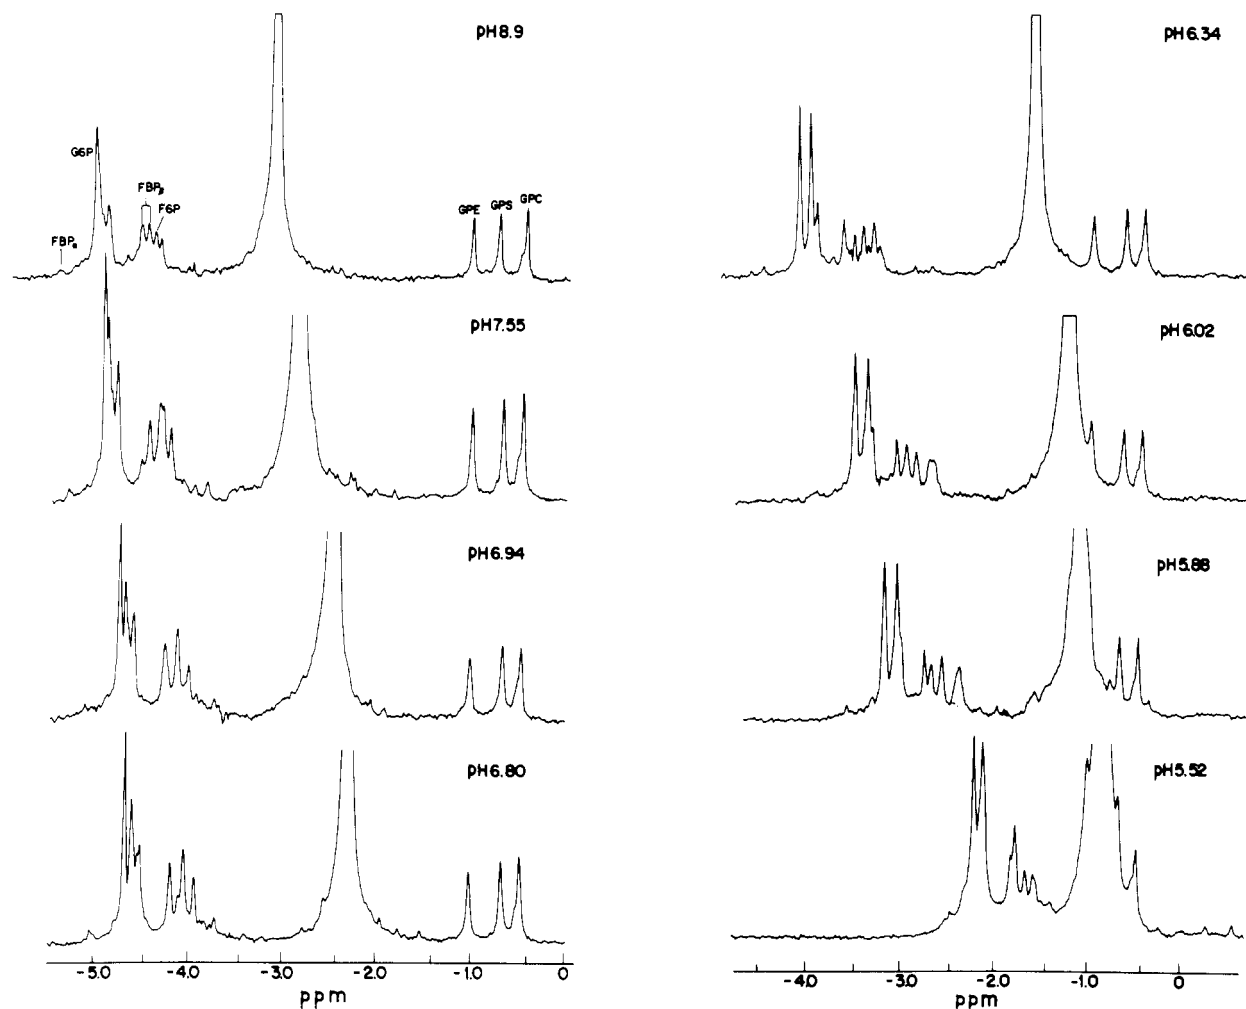 pH 8.9
G6P
FBPβ
F6P
FBPα
GPE
GPS
GPC
pH 7.55
pH 6.94
pH 6.80
-5.0 -4.0 -3.0 -2.0 -1.0 0
ppm
pH 6.34
pH 6.02
pH 5.88
pH 5.52
-4.0 -3.0 -2.0 -1.0 0
ppm